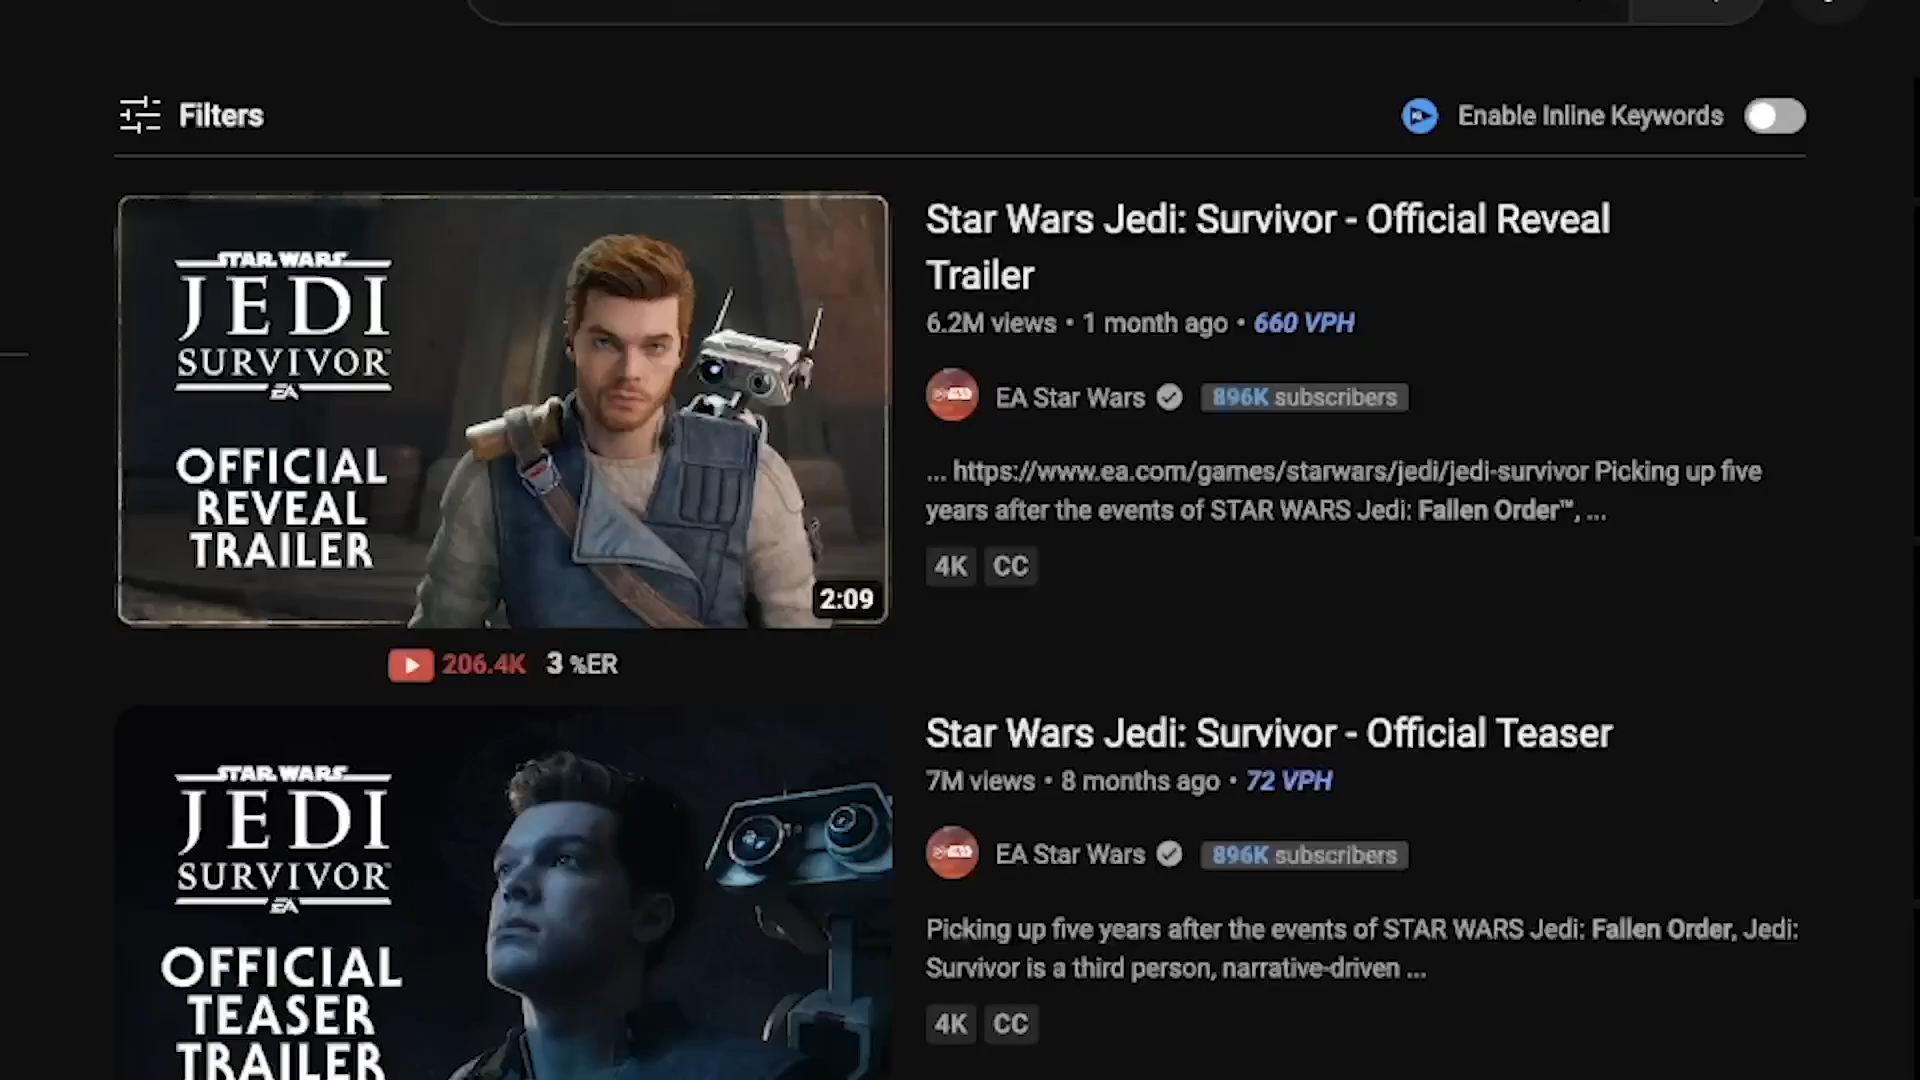 Filters
Enable Inline Keywords
STAR WARS
JEDI
SURVIVOR™
EA
OFFICIAL
REVEAL
TRAILER
2:09
206.4K 3 %ER
Star Wars Jedi: Survivor - Official Reveal
Trailer
6.2M views • 1 month ago • 660 VPH
EA Star Wars 896K subscribers
... https://www.ea.com/games/starwars/jedi/jedi-survivor Picking up five
years after the events of STAR WARS Jedi: Fallen Order™, ...
4K CC
STAR WARS
JEDI
SURVIVOR™
EA
OFFICIAL
TEASER
TRAILER
Star Wars Jedi: Survivor - Official Teaser
7M views • 8 months ago • 72 VPH
EA Star Wars 896K subscribers
Picking up five years after the events of STAR WARS Jedi: Fallen Order, Jedi:
Survivor is a third person, narrative-driven ...
4K CC